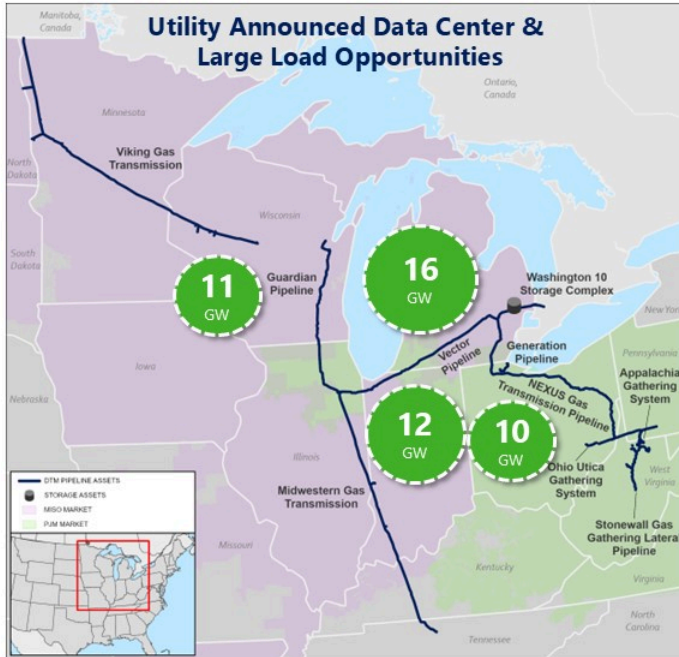 Utility Announced Data Center &
Large Load Opportunities
Manitoba,
Canada
Ontario,
Canada
Minnesota
North
Dakota
Viking Gas
Transmission
Wisconsin
South
Dakota
Guardian
Pipeline
11
GW
16
GW
Washington 10
Storage Complex
New York
Vector
Pipeline
Generation
Pipeline
Pennsylvania
Iowa
NEXUS Gas
Transmission Pipeline
Appalachia
Gathering
System
Nebraska
12
GW
10
GW
Illinois
Ohio Utica
Gathering
System
West
Virginia
Midwestern Gas
Transmission
Stonewall Gas
Gathering Lateral
Pipeline
Missouri
Kentucky
Virginia
North
Carolina
Tennessee
DTM PIPELINE ASSETS
STORAGE ASSETS
MISO MARKET
PJM MARKET